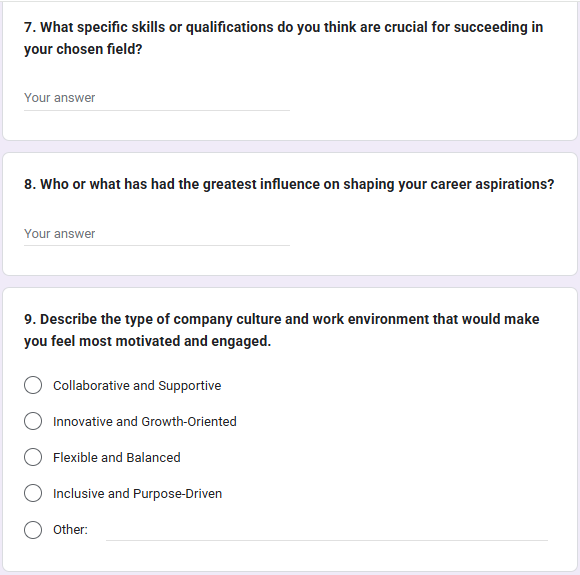 7. What specific skills or qualifications do you think are crucial for succeeding in
your chosen field?
Your answer
8. Who or what has had the greatest influence on shaping your career aspirations?
Your answer
9. Describe the type of company culture and work environment that would make
you feel most motivated and engaged.
Collaborative and Supportive
Innovative and Growth-Oriented
Flexible and Balanced
Inclusive and Purpose-Driven
Other: